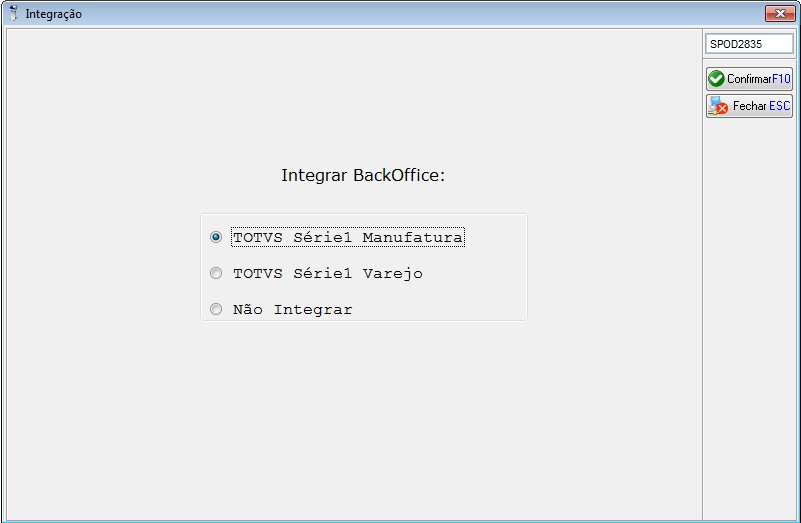 Integração
SPOD2835
ConfirmarF10
Fechar ESC
Integrar BackOffice:
TOTVS Série1 Manufatura
TOTVS Série1 Varejo
Não Integrar